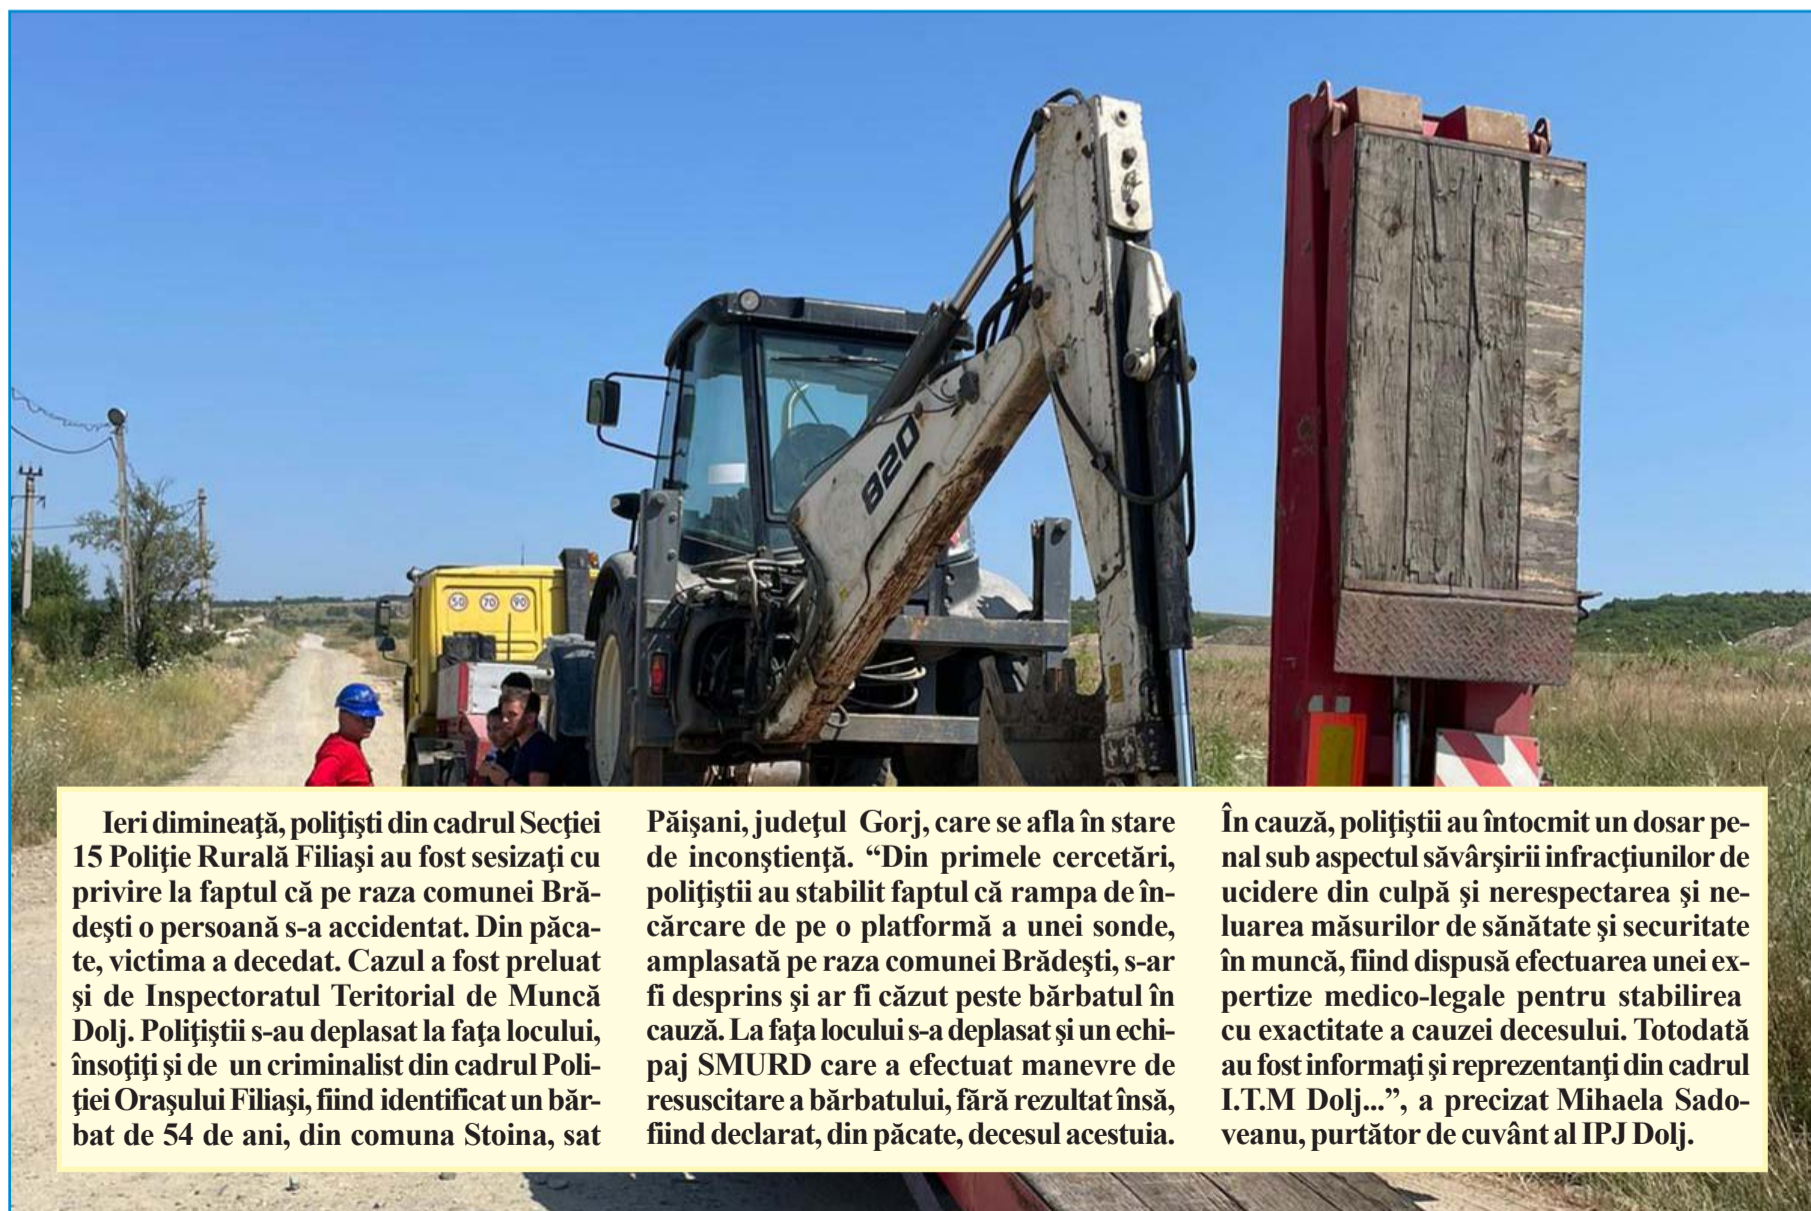 820
50 70 90
Ieri dimineaţă, poliţişti din cadrul Secţiei
15 Poliţie Rurală Filiaşi au fost sesizaţi cu
privire la faptul că pe raza comunei Bră-
deşti o persoană s-a accidentat. Din păca-
te, victima a decedat. Cazul a fost preluat
şi de Inspectoratul Teritorial de Muncă
Dolj. Poliţiştii s-au deplasat la faţa locului,
însoţiţi şi de un criminalist din cadrul Poli-
ţiei Oraşului Filiaşi, fiind identificat un băr-
bat de 54 de ani, din comuna Stoina, sat
Păişani, judeţul Gorj, care se afla în stare
de inconştienţă. “Din primele cercetări,
poliţiştii au stabilit faptul că rampa de în-
cărcare de pe o platformă a unei sonde,
amplasată pe raza comunei Brădeşti, s-ar
fi desprins şi ar fi căzut peste bărbatul în
cauză. La faţa locului s-a deplasat şi un echi-
paj SMURD care a efectuat manevre de
resuscitare a bărbatului, fără rezultat însă,
fiind declarat, din păcate, decesul acestuia.
În cauză, poliţiştii au întocmit un dosar pe-
nal sub aspectul săvârşirii infracţiunilor de
ucidere din culpă şi nerespectarea şi ne-
luarea măsurilor de sănătate şi securitate
în muncă, fiind dispusă efectuarea unei ex-
pertize medico-legale pentru stabilirea
cu exactitate a cauzei decesului. Totodată
au fost informaţi şi reprezentanţi din cadrul
I.T.M Dolj...”, a precizat Mihaela Sado-
veanu, purtător de cuvânt al IPJ Dolj.